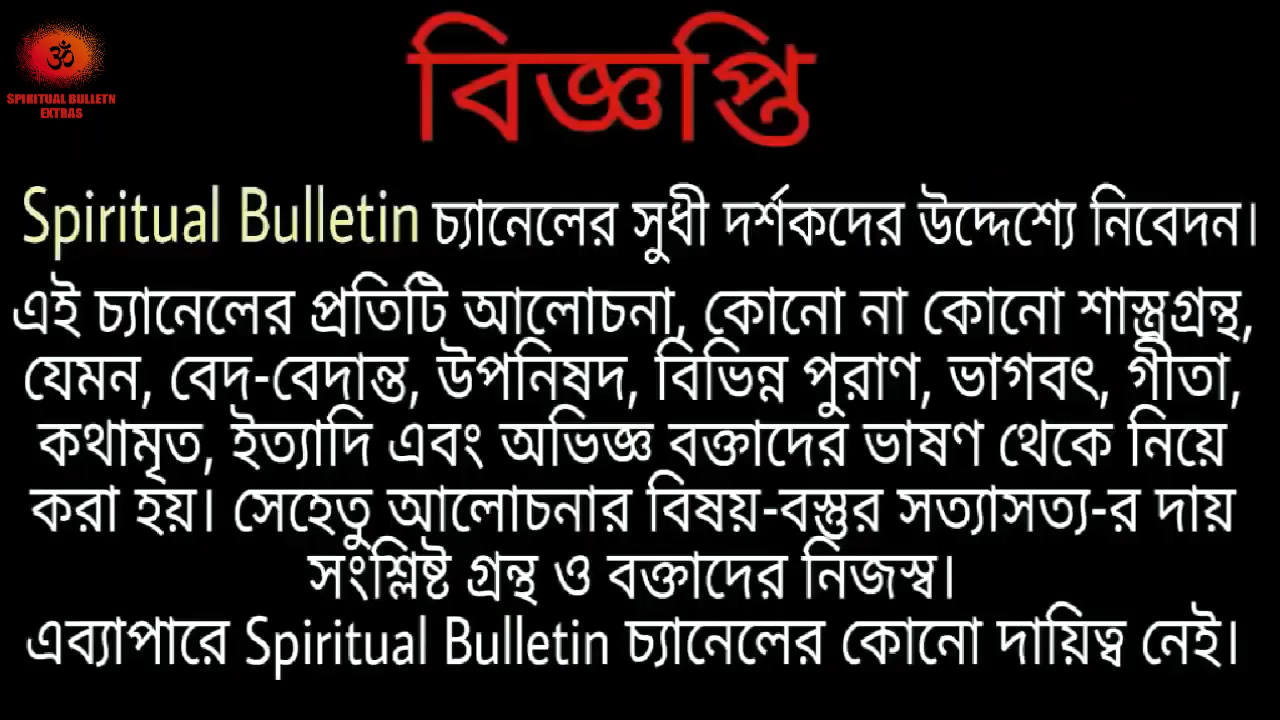 ॐ
SPIRITUAL BULLETN
EXTRAS
বিজ্ঞপ্তি
Spiritual Bulletin চ্যানেলের সুধী দর্শকদের উদ্দেশ্যে নিবেদন।
এই চ্যানেলের প্রতিটি আলোচনা, কোনো না কোনো শাস্ত্রগ্রন্থ,
যেমন, বেদ-বেদান্ত, উপনিষদ, বিভিন্ন পুরাণ, ভাগবৎ, গীতা,
কথামৃত, ইত্যাদি এবং অভিজ্ঞ বক্তাদের ভাষণ থেকে নিয়ে
করা হয়। সেহেতু আলোচনার বিষয়-বস্তুর সত্যাসত্য-র দায়
সংশ্লিষ্ট গ্রন্থ ও বক্তাদের নিজস্ব।
এব্যাপারে Spiritual Bulletin চ্যানেলের কোনো দায়িত্ব নেই।